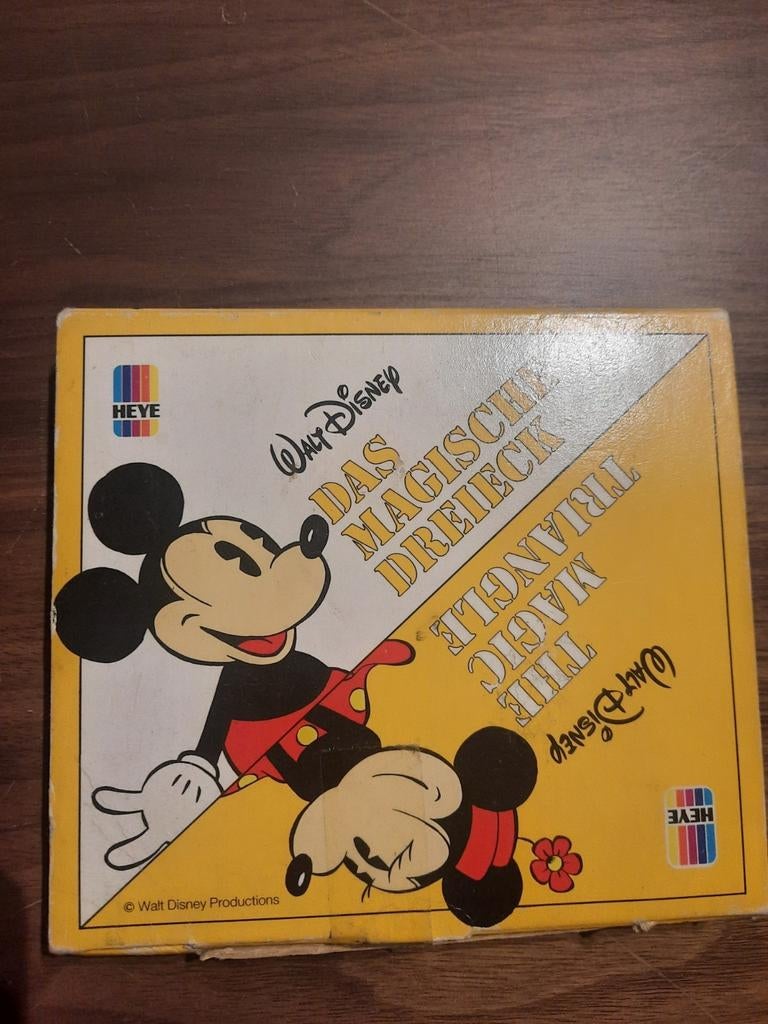 HEYE
WALT DISNEY
DAS
MAGISCHE
DREIECK
THE
MAGIC
TRIANGLE
WALT DISNEY
HEYE
© Walt Disney Productions